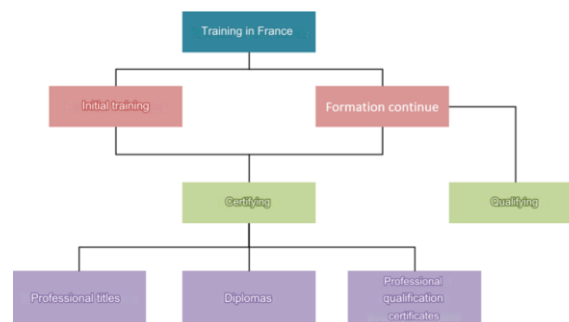 Training in France
Initial training
Formation continue
Certifying
Qualifying
Professional titles
Diplomas
Professional
qualification
certificates